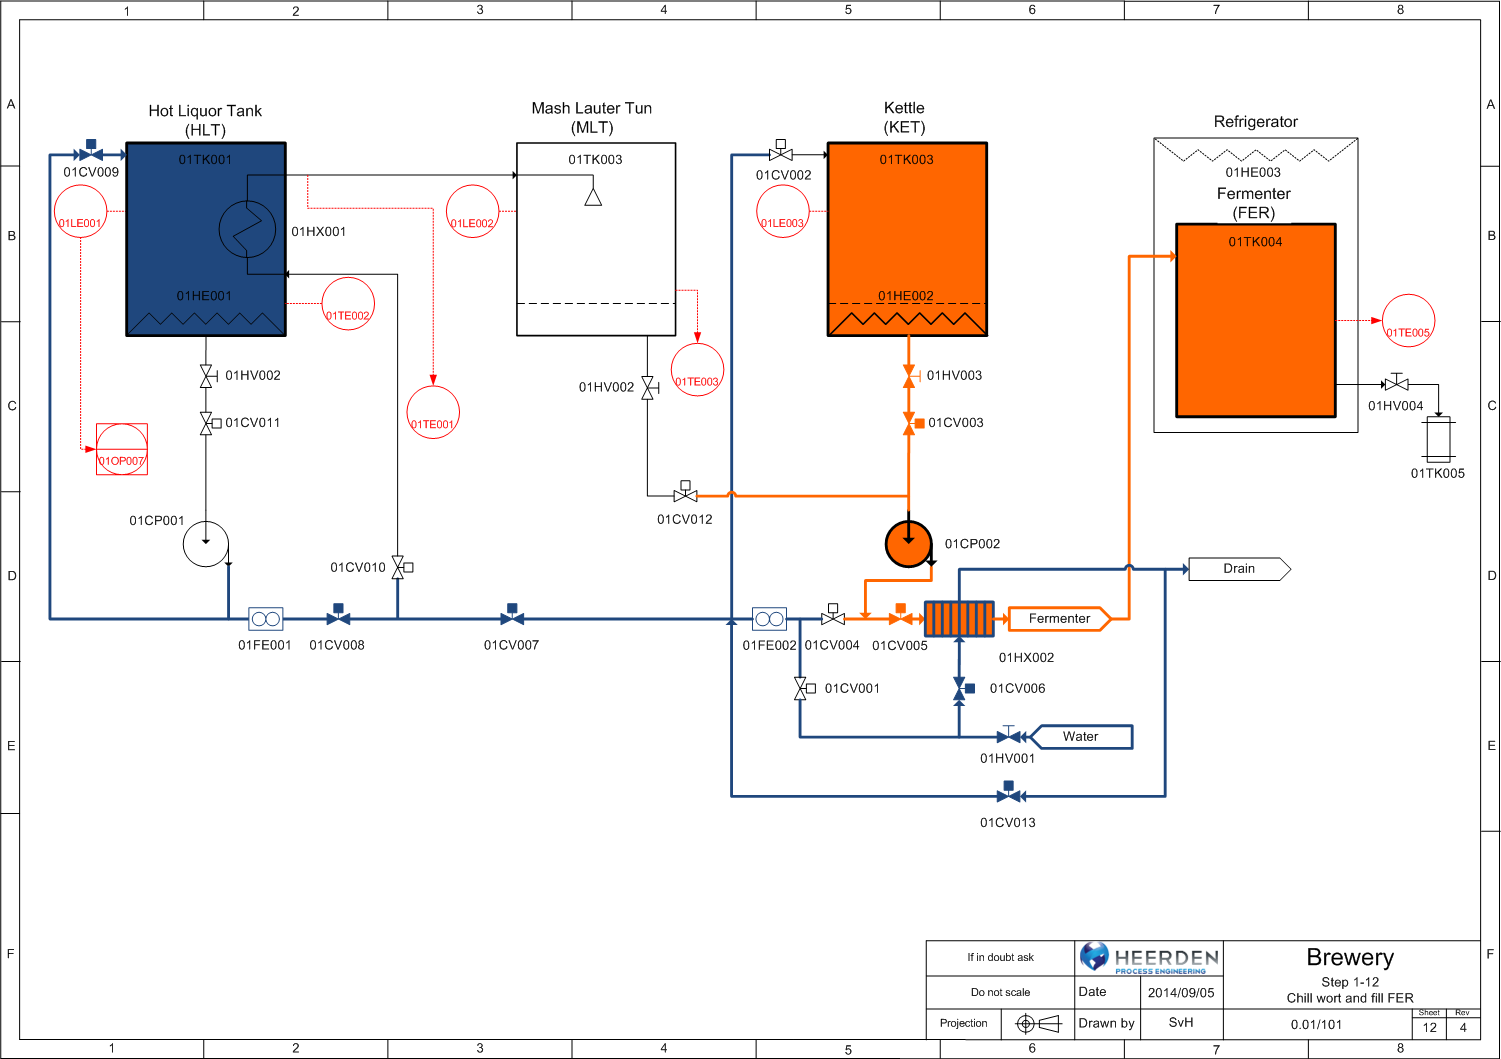 1 2 3 4 5 6 7 8
A A
B B
C C
D D
E E
F F
Hot Liquor Tank
(HLT)
Mash Lauter Tun
(MLT)
Kettle
(KET)
Refrigerator
01TK001
01CV009
01LE001
01HX001
01HE001
01TE002
01TK003
01LE002
01TE003
01TK003
01CV002
01LE003
01HE002
01HE003
Fermenter
(FER)
01TK004
01TE005
01HV004
01TK005
01HV002
01CV011
01TE001
01OP007
01HV002
01CV012
01HV003
01CV003
01CP001
01CV010
01CP002
Drain
01FE001
01CV008
01CV007
01FE002
01CV004
01CV005
Fermenter
01HX002
01CV001
01CV006
Water
01HV001
01CV013
If in doubt ask
HEERDEN
PROCESS ENGINEERING
Brewery
Step 1-12
Chill wort and fill FER
Do not scale
Date
2014/09/05
Projection
Drawn by
SvH
0.01/101
Sheet
12
Rev
4
1 2 3 4 5 6 7 8